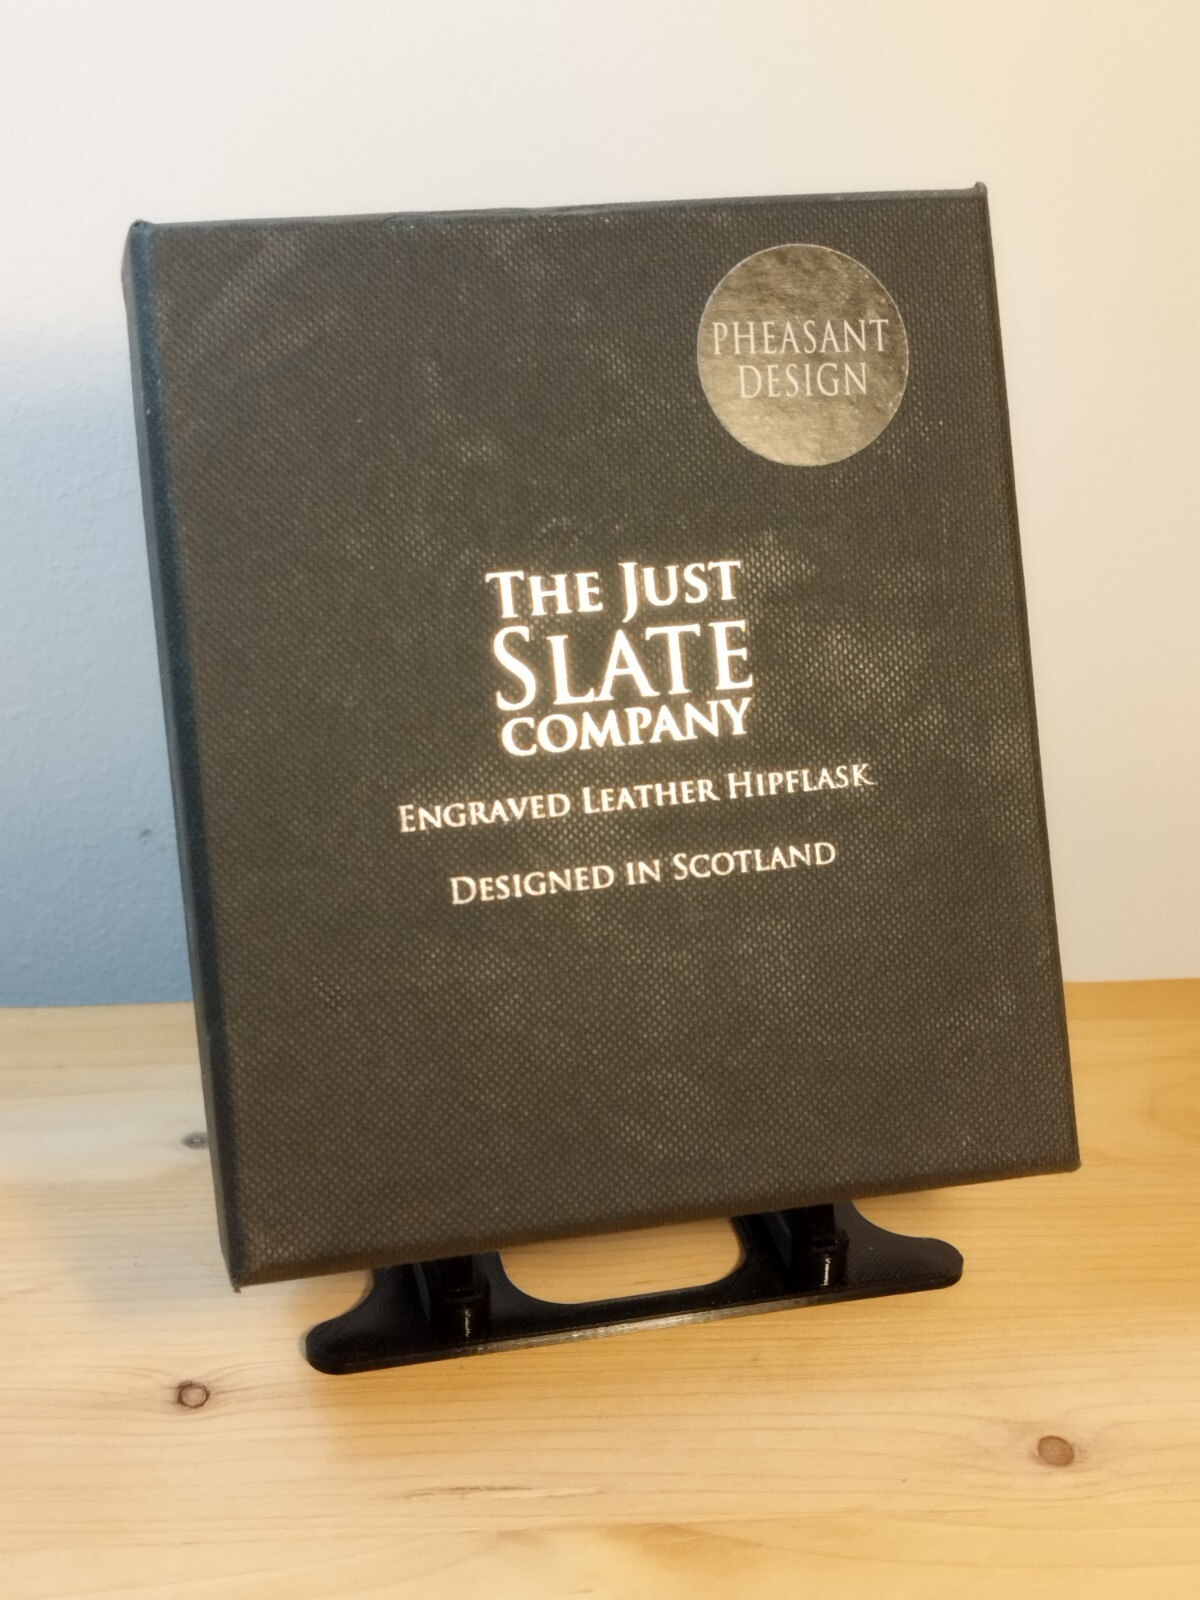 PHEASANT
DESIGN
THE JUST
SLATE
COMPANY
ENGRAVED LEATHER HIPFLASK
DESIGNED IN SCOTLAND